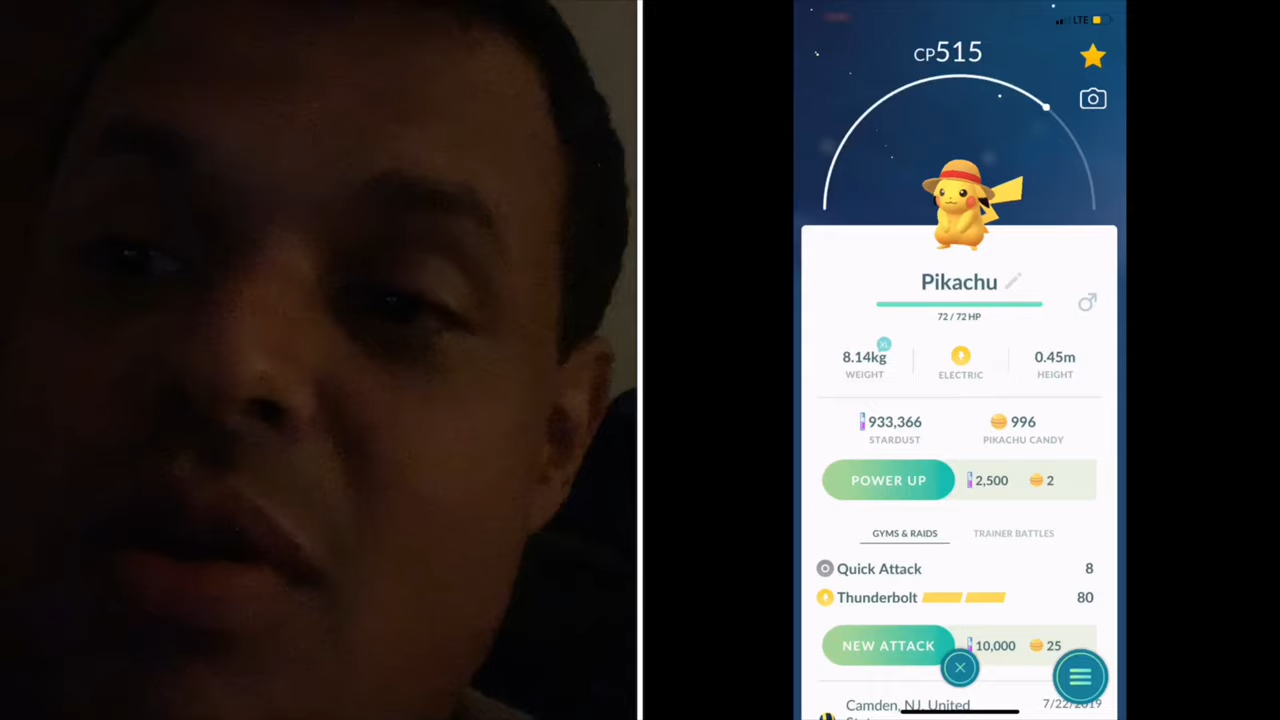 LTE
CP515
Pikachu
72 / 72 HP
XL
8.14kg
WEIGHT
ELECTRIC
0.45m
HEIGHT
933,366
STARDUST
996
PIKACHU CANDY
POWER UP 2,500 2
GYMS & RAIDS TRAINER BATTLES
Quick Attack 8
Thunderbolt 80
NEW ATTACK 10,000 25
Camden, NJ, United 7/22/2019